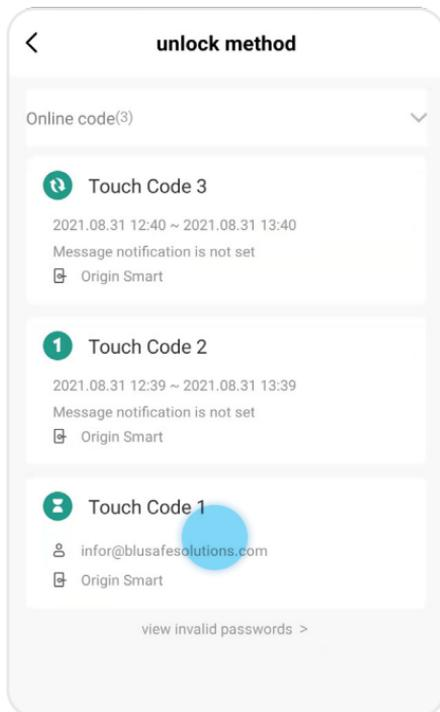 unlock method
Online code(3)
Touch Code 3
2021.08.31 12:40 ~ 2021.08.31 13:40
Message notification is not set
Origin Smart
1 Touch Code 2
2021.08.31 12:39 ~ 2021.08.31 13:39
Message notification is not set
Origin Smart
Touch Code 1
infor@blusafesolutions.com
Origin Smart
view invalid passwords >